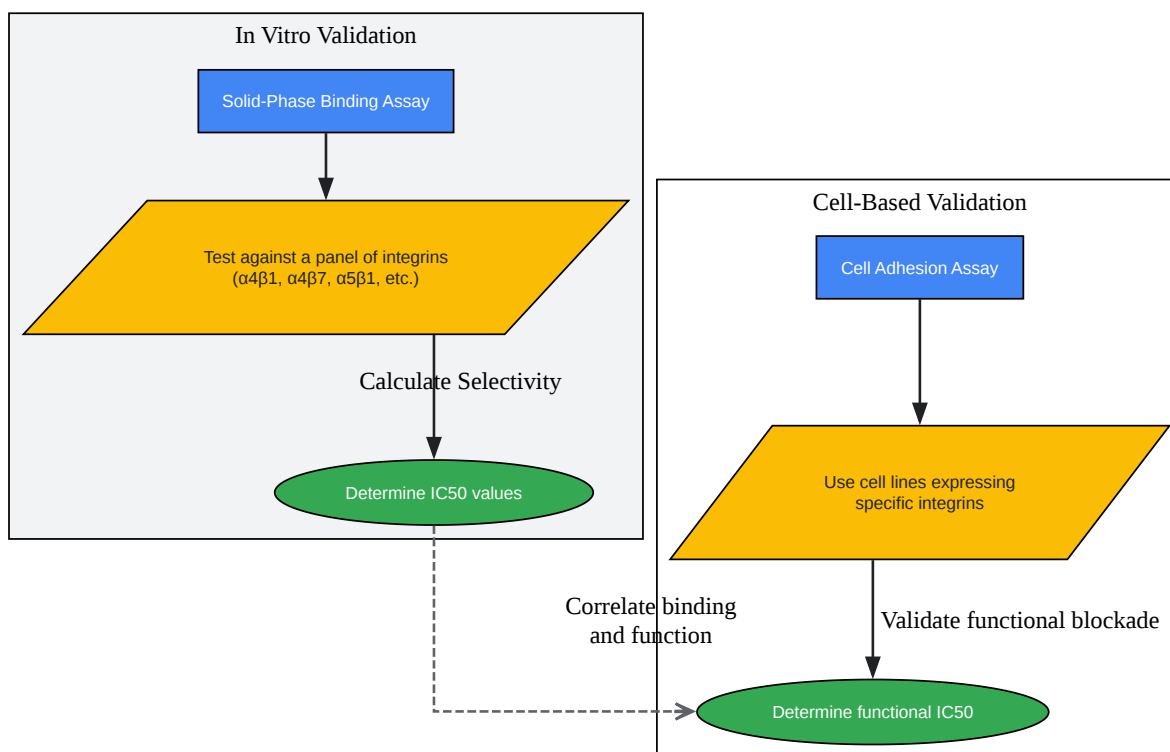 In Vitro Validation
Solid-Phase Binding Assay
Test against a panel of integrins
(α4β1, α4β7, α5β1, etc.)
Calculate Selectivity
Determine IC50 values
Cell-Based Validation
Cell Adhesion Assay
Use cell lines expressing
specific integrins
Correlate binding
and function
Validate functional blockade
Determine functional IC50